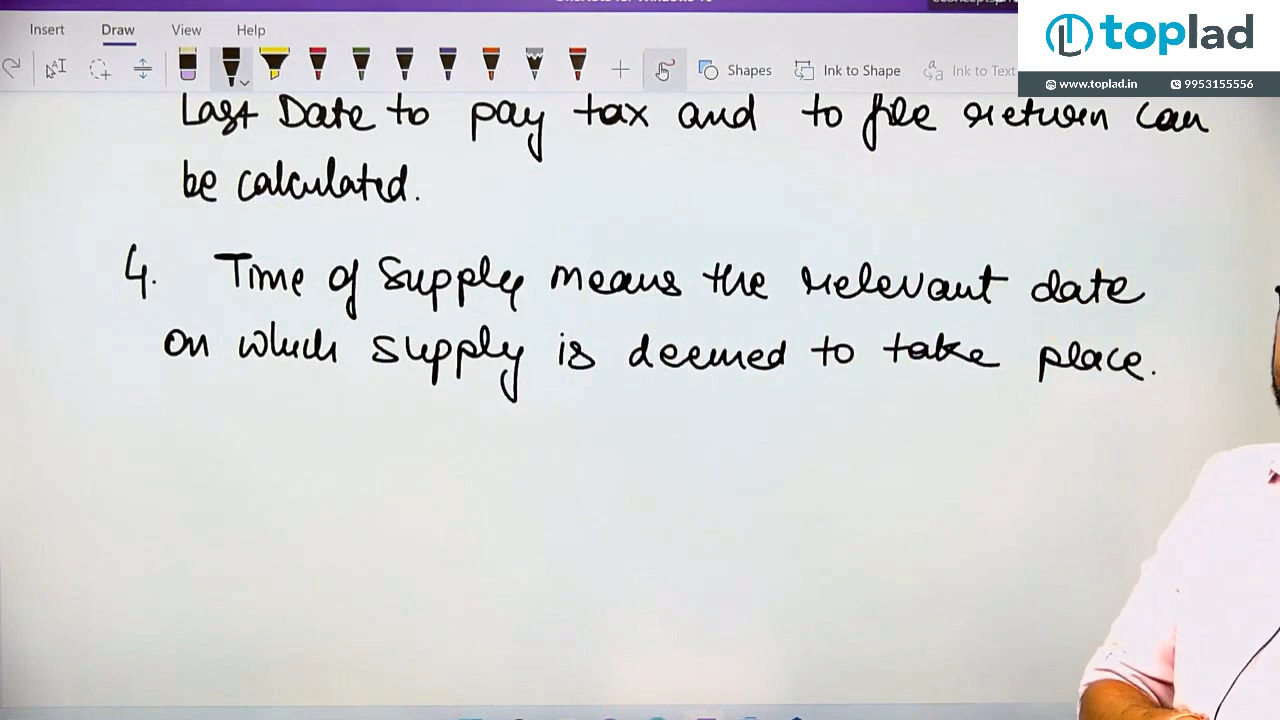 Insert Draw View Help
toplad
Shapes Ink to Shape Ink to Text
www.toplad.in 9953155556
Last Date to pay tax and to file return can
be calculated.
4. Time of Supply means the relevant date
on which supply is deemed to take place.